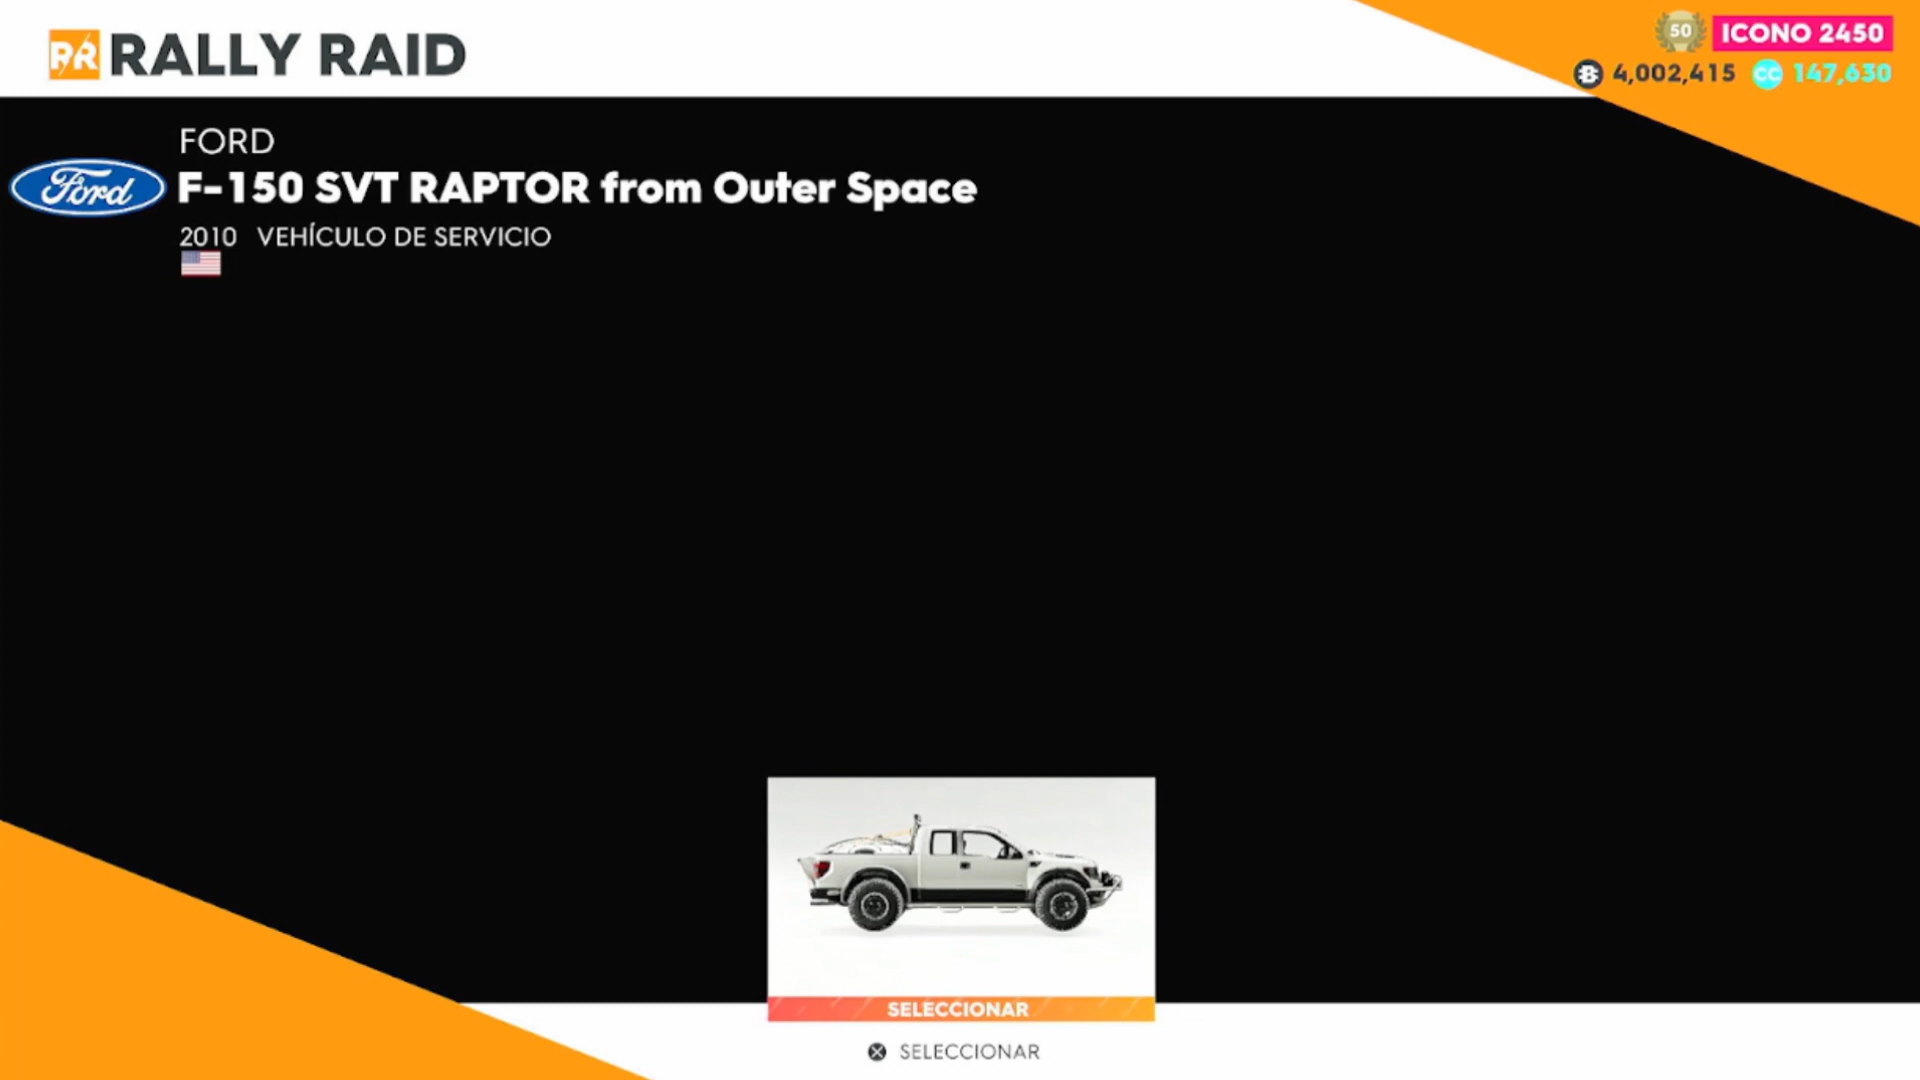 RR RALLY RAID
50 ICONO 2450
4,002,415 CC 147,630
FORD
Ford
F-150 SVT RAPTOR from Outer Space
2010 VEHÍCULO DE SERVICIO
SELECCIONAR
SELECCIONAR